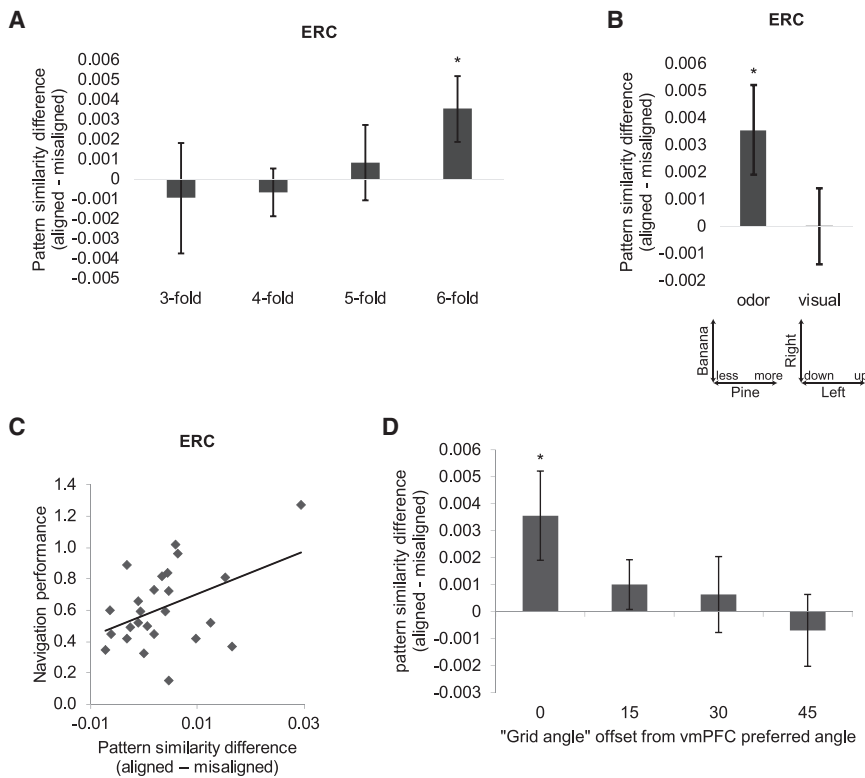 A
ERC
Pattern similarity difference
(aligned - misaligned)
0.006
0.005
0.004
0.003
0.002
0.001
0
-0.001
-0.002
-0.003
-0.004
-0.005
*
3-fold
4-fold
5-fold
6-fold
B
ERC
Pattern similarity difference
(aligned - misaligned)
0.006
0.005
0.004
0.003
0.002
0.001
0
-0.001
-0.002
*
odor
visual
Banana
less
more
Pine
Right
down
up
Left
C
ERC
Navigation performance
1.4
1.2
1.0
0.8
0.6
0.4
0.2
0.0
-0.01
0.01
0.03
Pattern similarity difference
(aligned – misaligned)
D
pattern similarity difference
(aligned - misaligned)
0.006
0.005
0.004
0.003
0.002
0.001
0
-0.001
-0.002
-0.003
*
0
15
30
45
"Grid angle" offset from vmPFC preferred angle